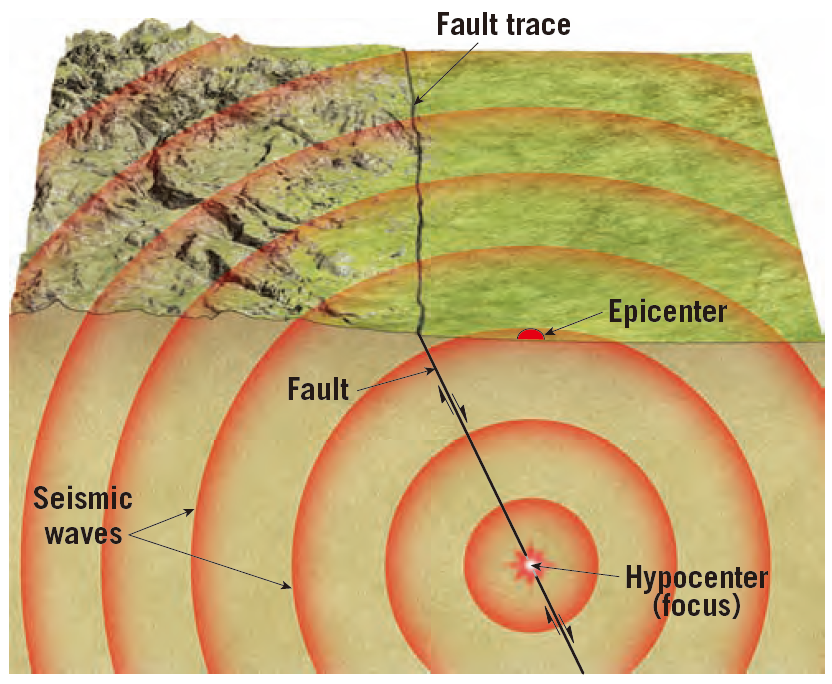 Fault trace
Epicenter
Fault
Seismic
waves
Hypocenter
(focus)